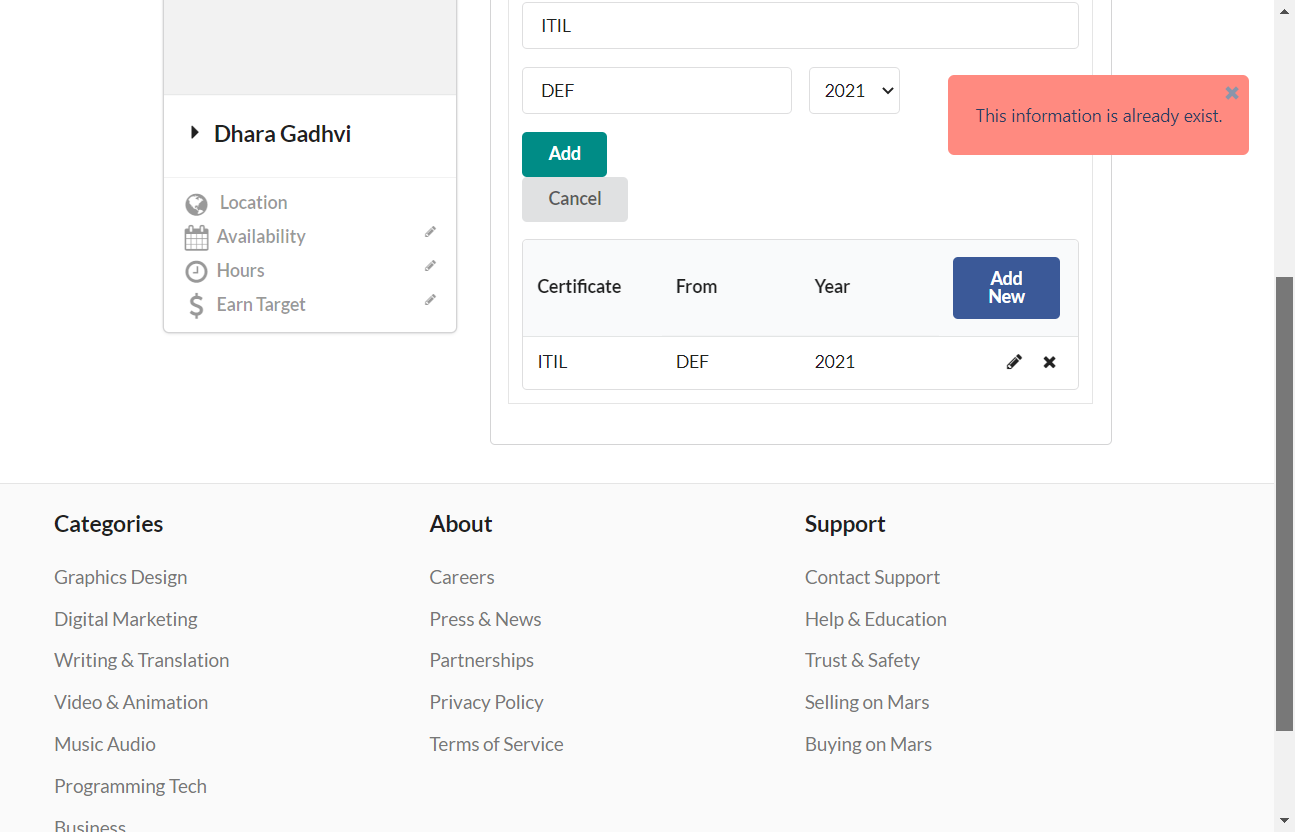 ITIL
DEF
2021
This information is already exist.
Add
Cancel
Dhara Gadhvi
Location
Availability
Hours
Earn Target
Certificate From Year Add New
ITIL DEF 2021
Categories
Graphics Design
Digital Marketing
Writing & Translation
Video & Animation
Music Audio
Programming Tech
Business
About
Careers
Press & News
Partnerships
Privacy Policy
Terms of Service
Support
Contact Support
Help & Education
Trust & Safety
Selling on Mars
Buying on Mars